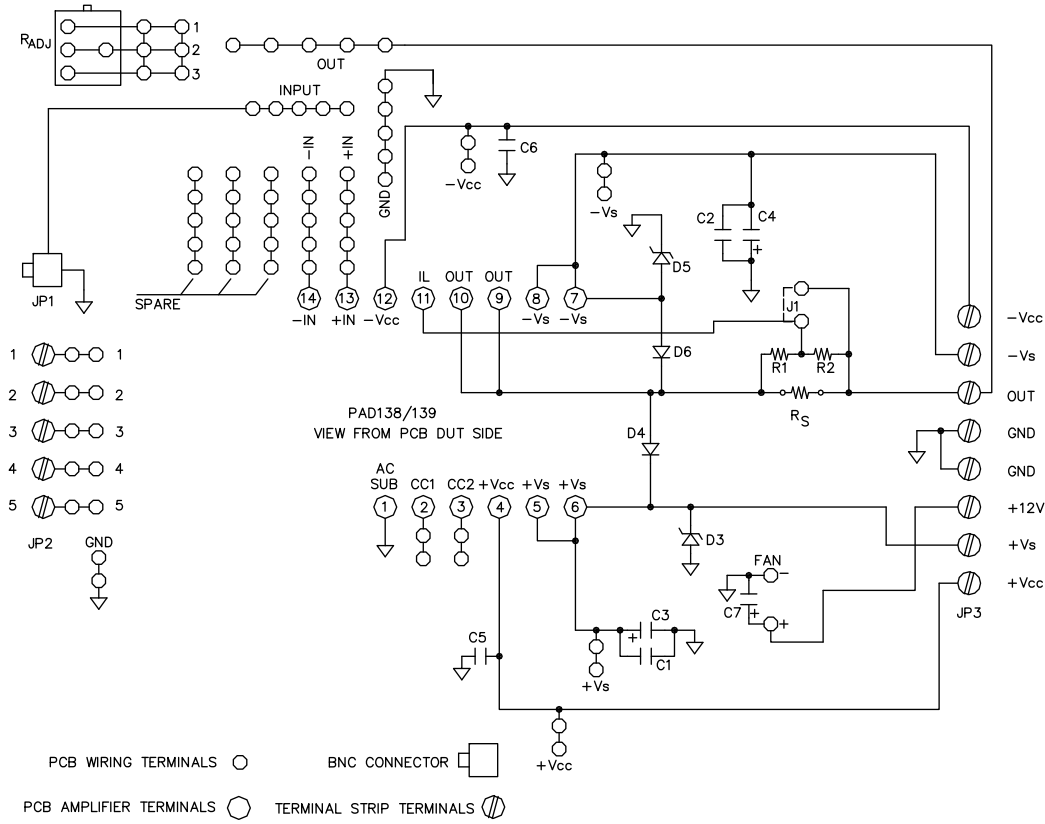 RADJ
1
2
3
OUT
INPUT
-IN
+IN
GND
-Vcc
C6
-Vs
C2
C4
+
D5
JP1
SPARE
14
13
12
11
10
9
8
7
-IN
+IN
-Vcc
IL
OUT
OUT
-Vs
-Vs
J1
D6
R1
R2
RS
-Vcc
-Vs
OUT
GND
GND
+12V
+Vs
+Vcc
JP3
1 1
2 2
3 3
4 4
5 5
JP2
GND
PAD138/139
VIEW FROM PCB DUT SIDE
D4
AC
SUB
CC1
CC2
+Vcc
+Vs
+Vs
1
2
3
4
5
6
D3
FAN
-
C7
+
+
C5
C3
+
C1
+Vs
+Vcc
PCB WIRING TERMINALS
BNC CONNECTOR
PCB AMPLIFIER TERMINALS
TERMINAL STRIP TERMINALS